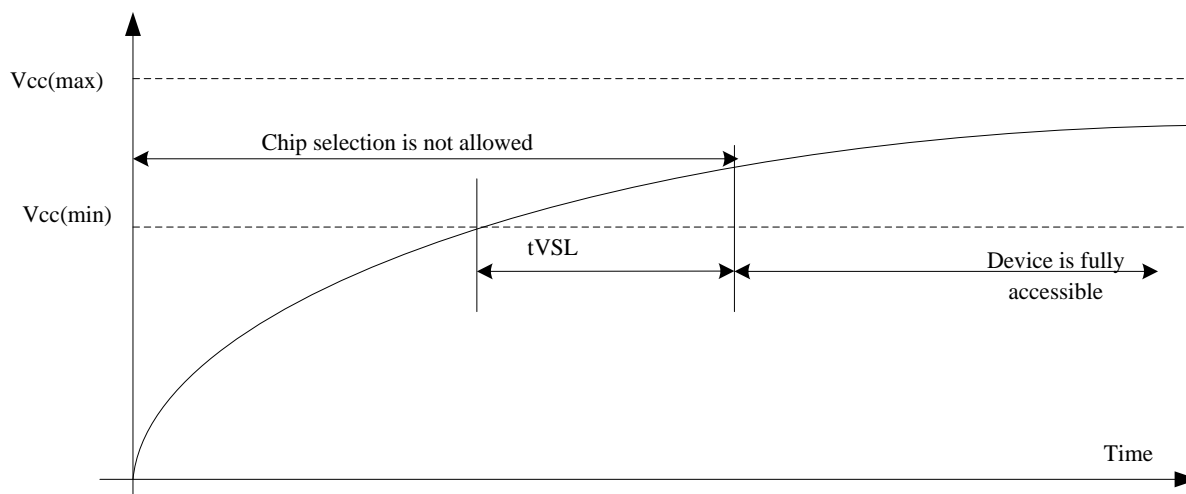 Vcc(max)
Chip selection is not allowed
Vcc(min)
tVSL
Device is fully
accessible
Time